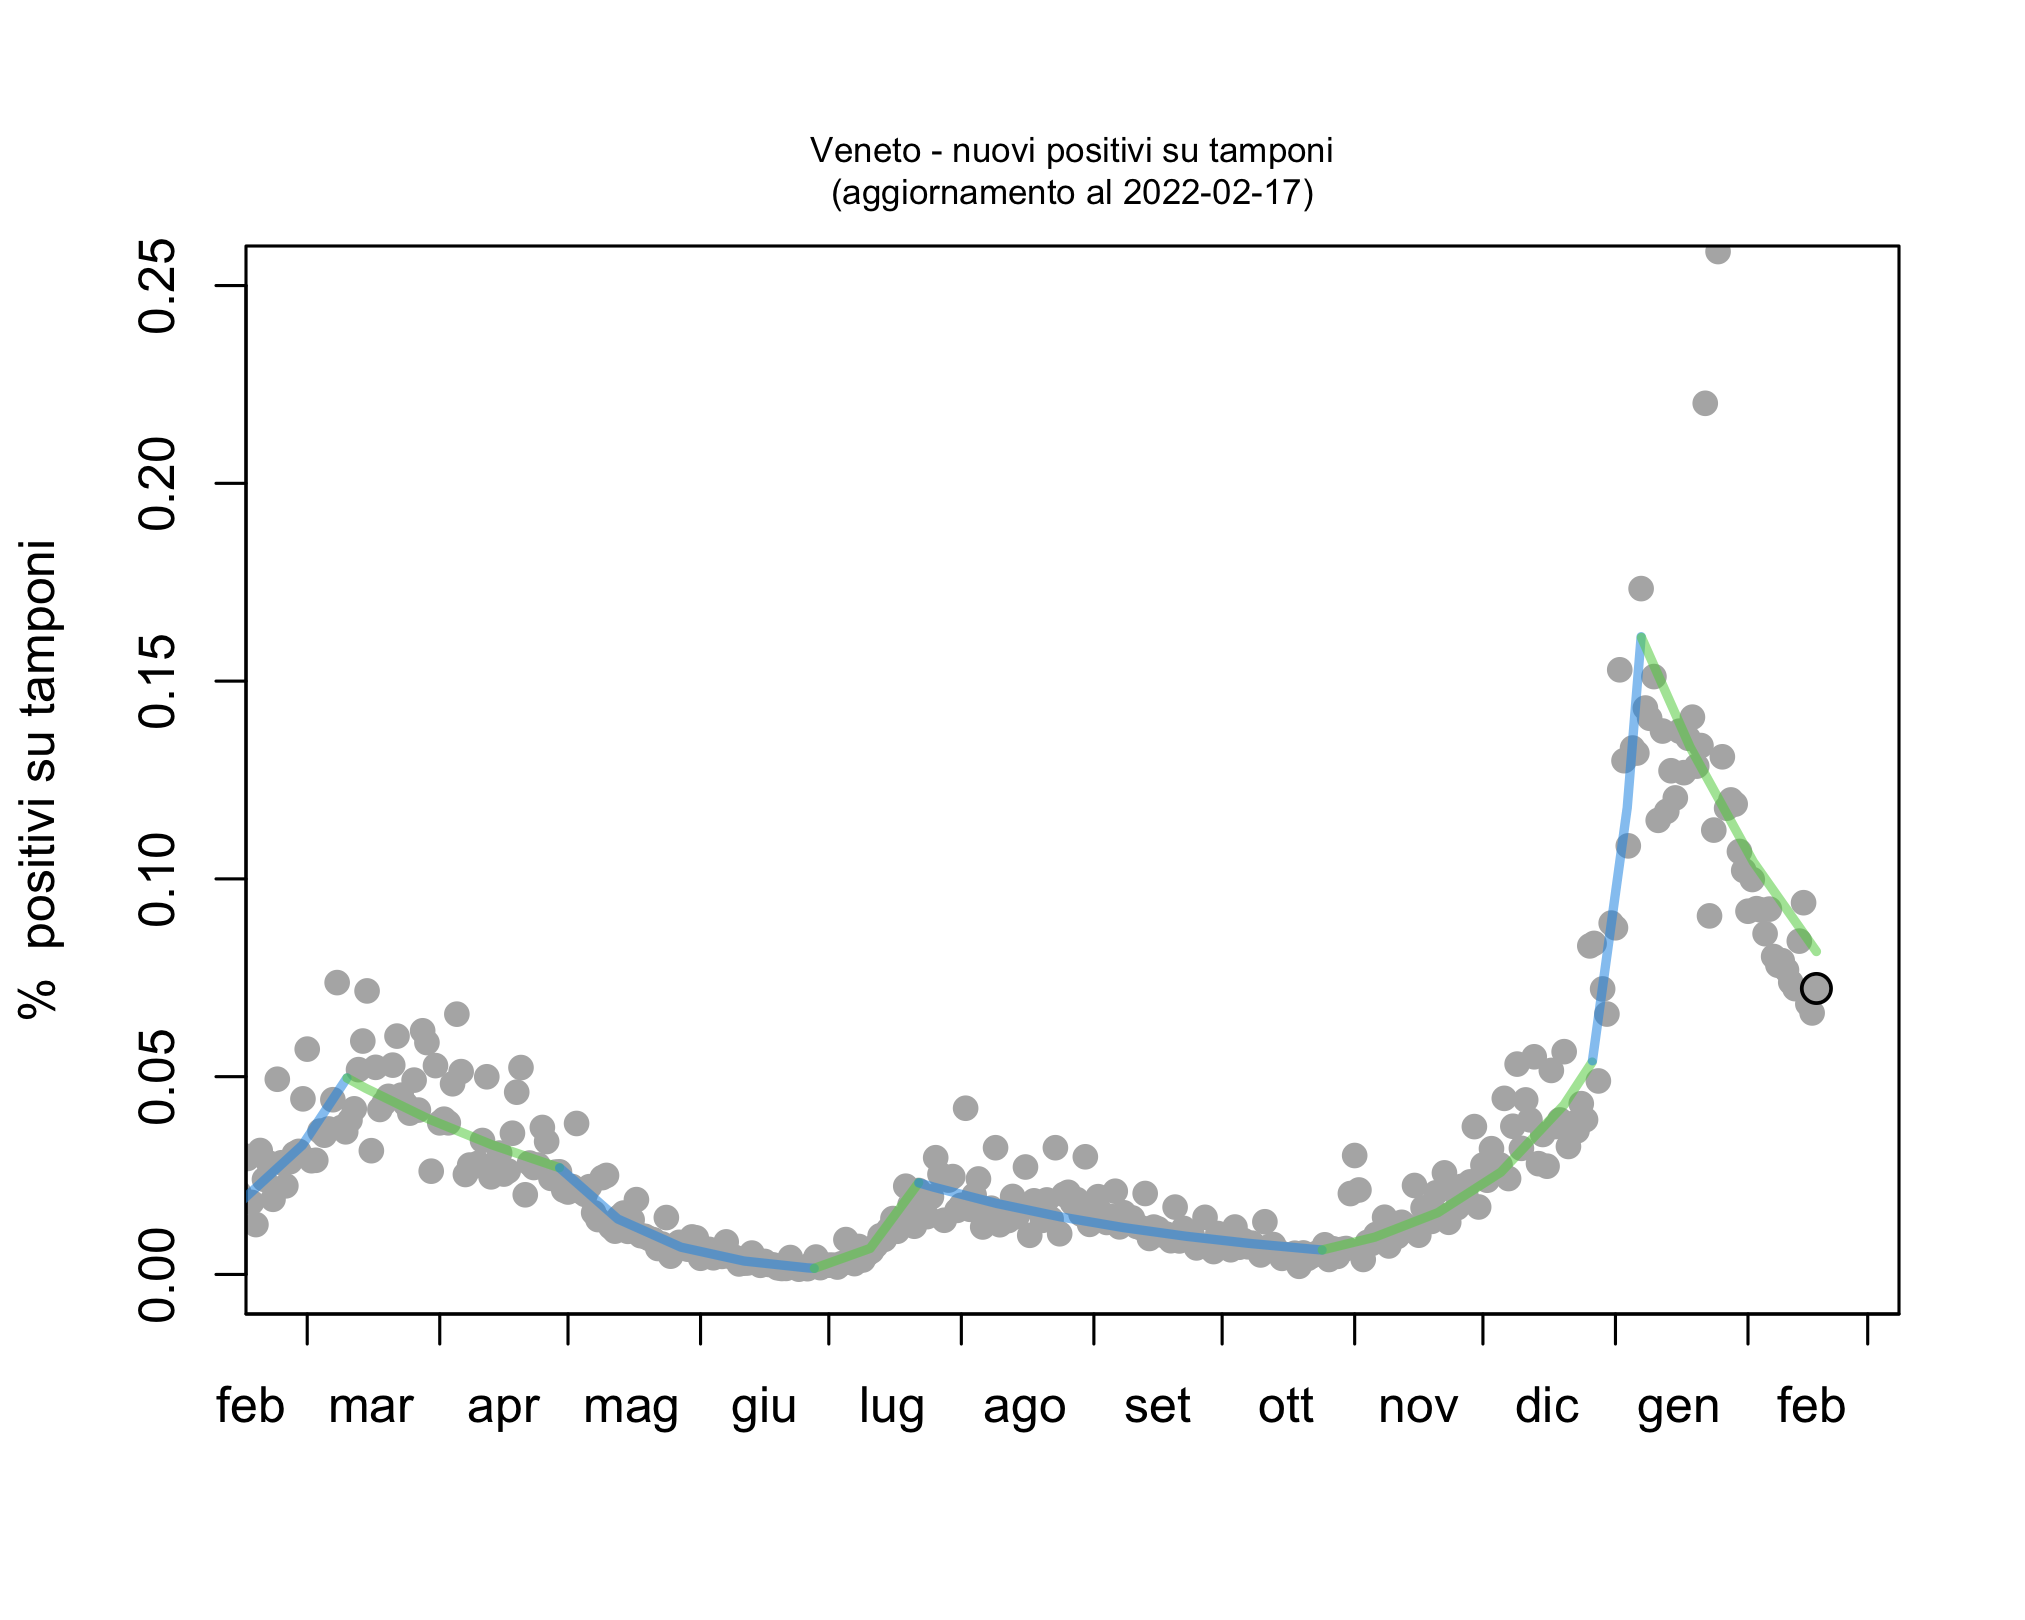 Veneto - nuovi positivi su tamponi
(aggiornamento al 2022-02-17)
% positivi su tamponi
0.25
0.20
0.15
0.10
0.05
0.00
feb mar apr mag giu lug ago set ott nov dic gen feb